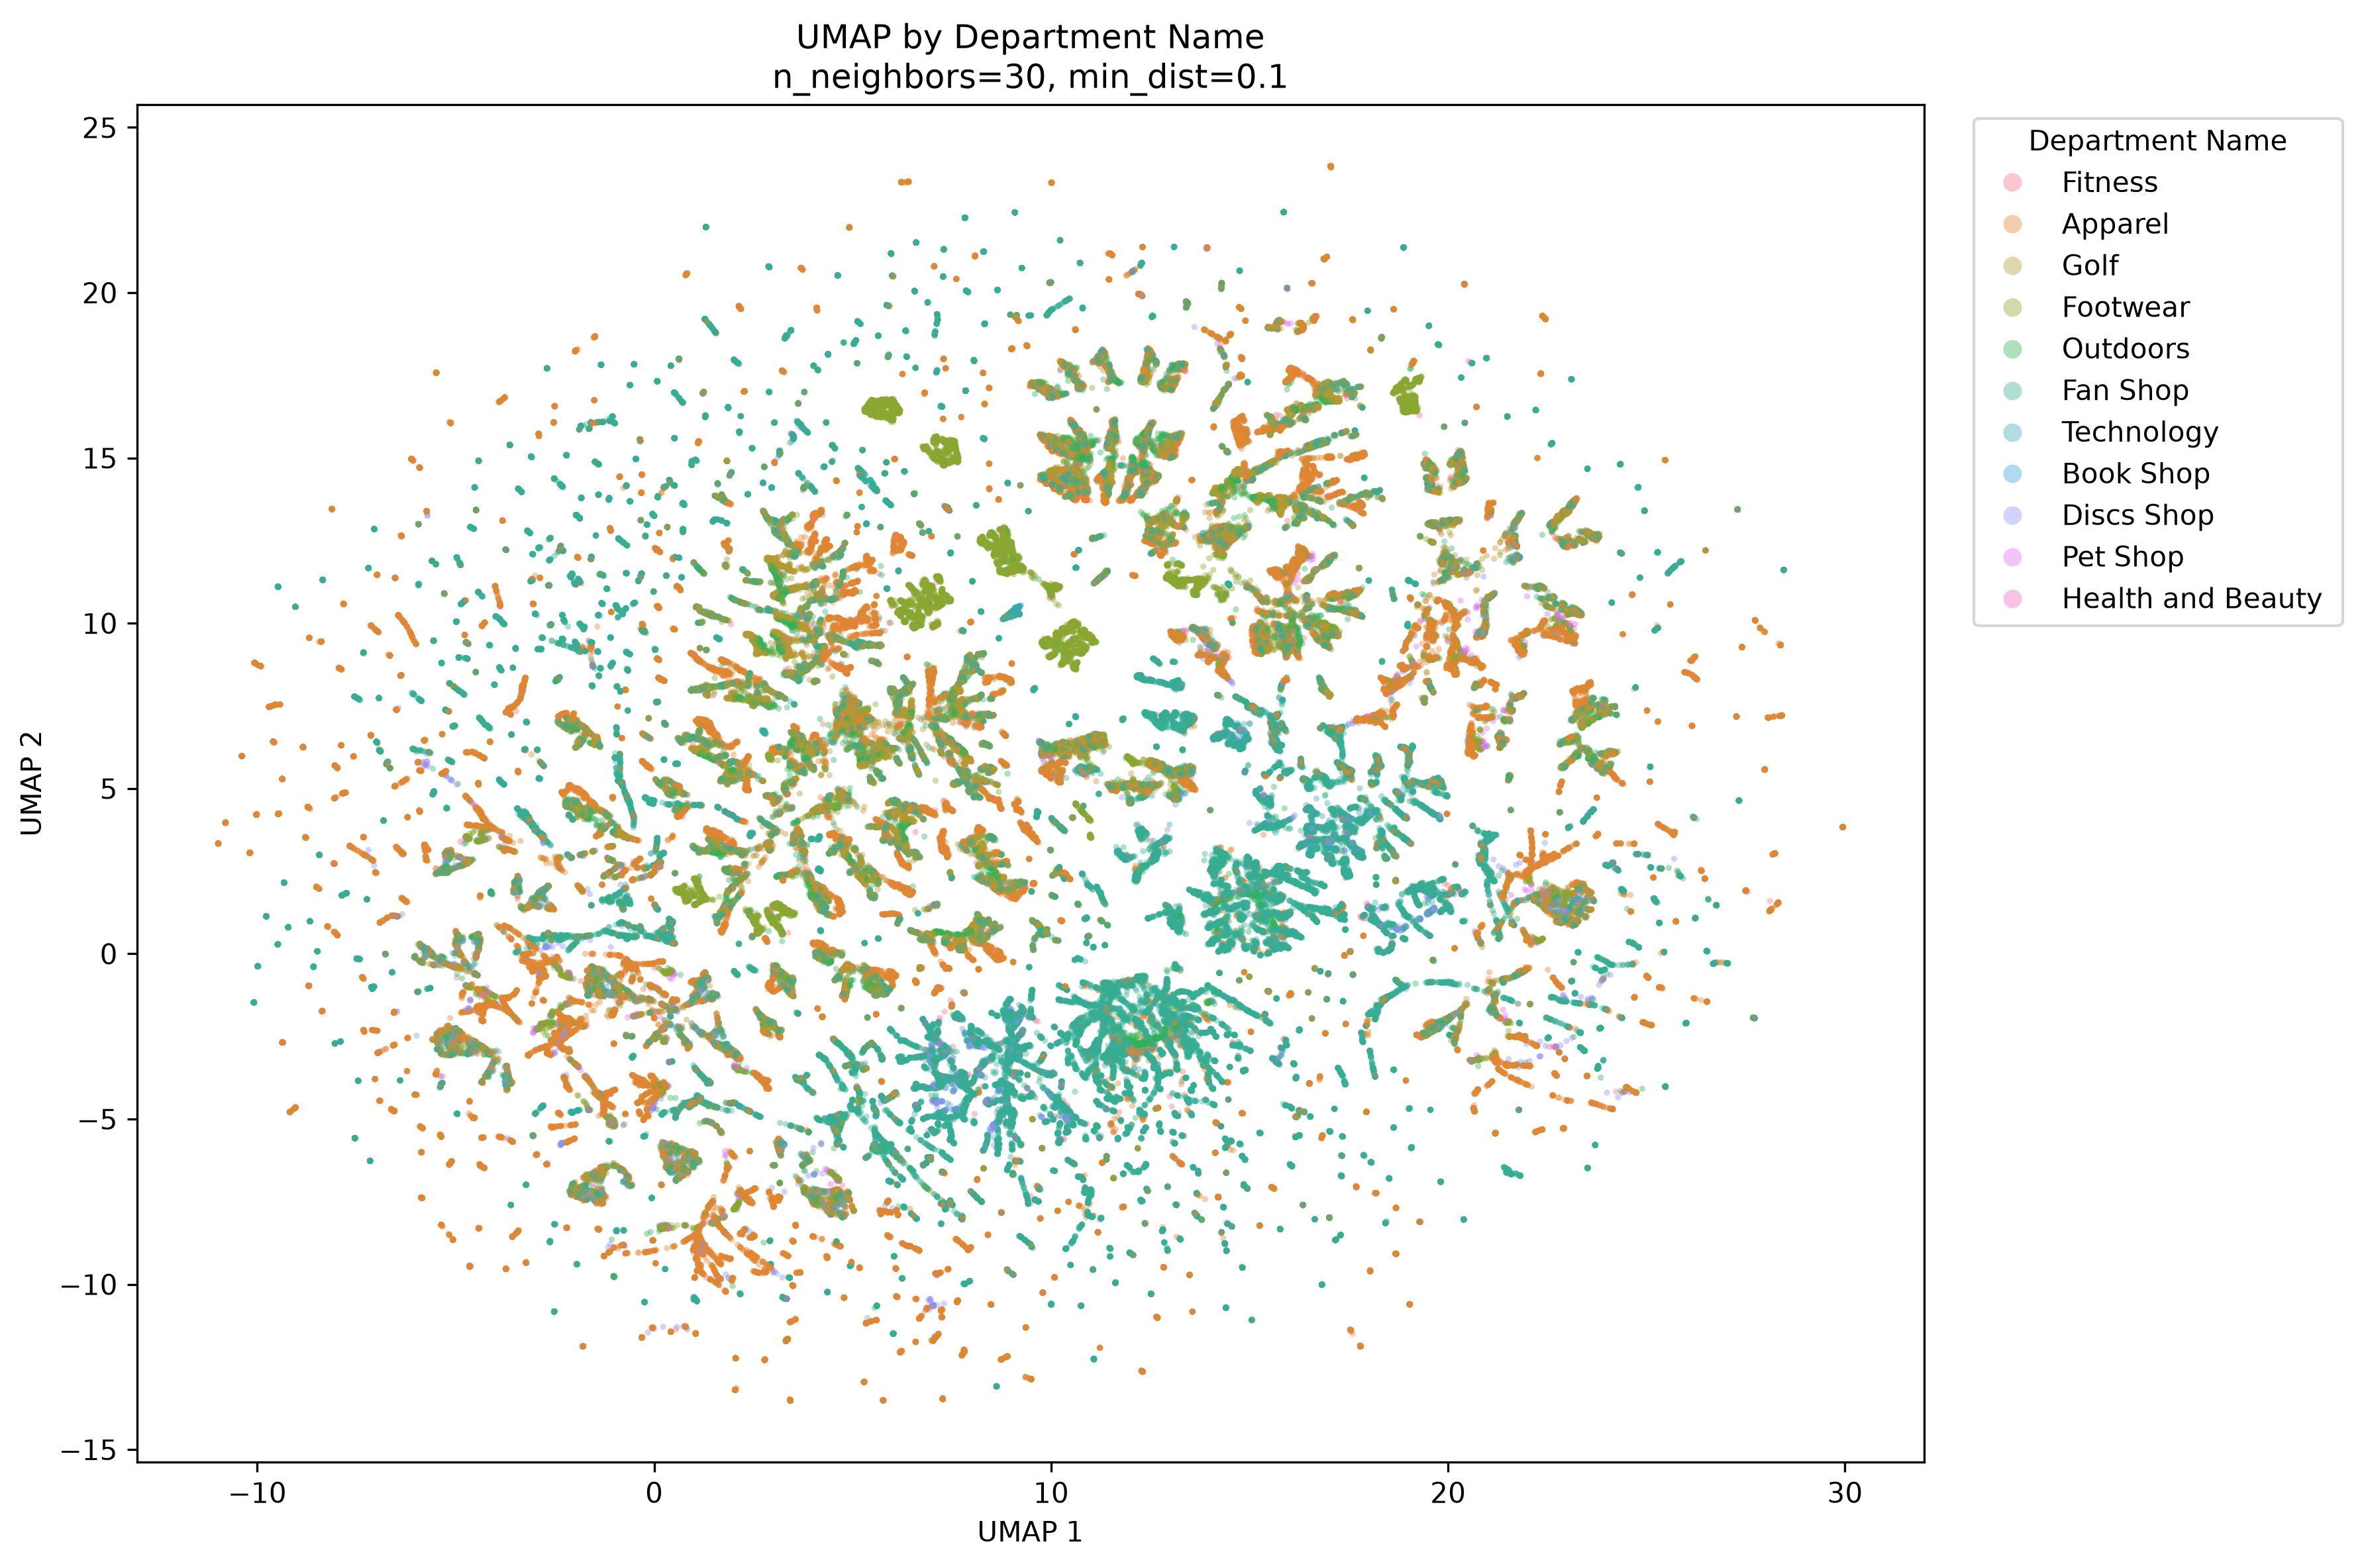 UMAP by Department Name
n_neighbors=30, min_dist=0.1
25
20
15
10
5
0
−5
−10
−15
UMAP 2
−10
0
10
20
30
UMAP 1
Department Name
Fitness
Apparel
Golf
Footwear
Outdoors
Fan Shop
Technology
Book Shop
Discs Shop
Pet Shop
Health and Beauty